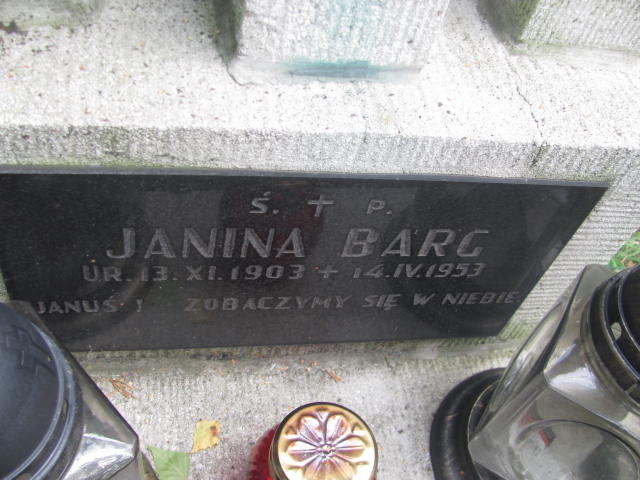 Ś. † P.
JANINA BARG
UR. 13.XI.1903 + 14.IV.1953
JANUŚ! ZOBACZYMY SIĘ W NIEBIE